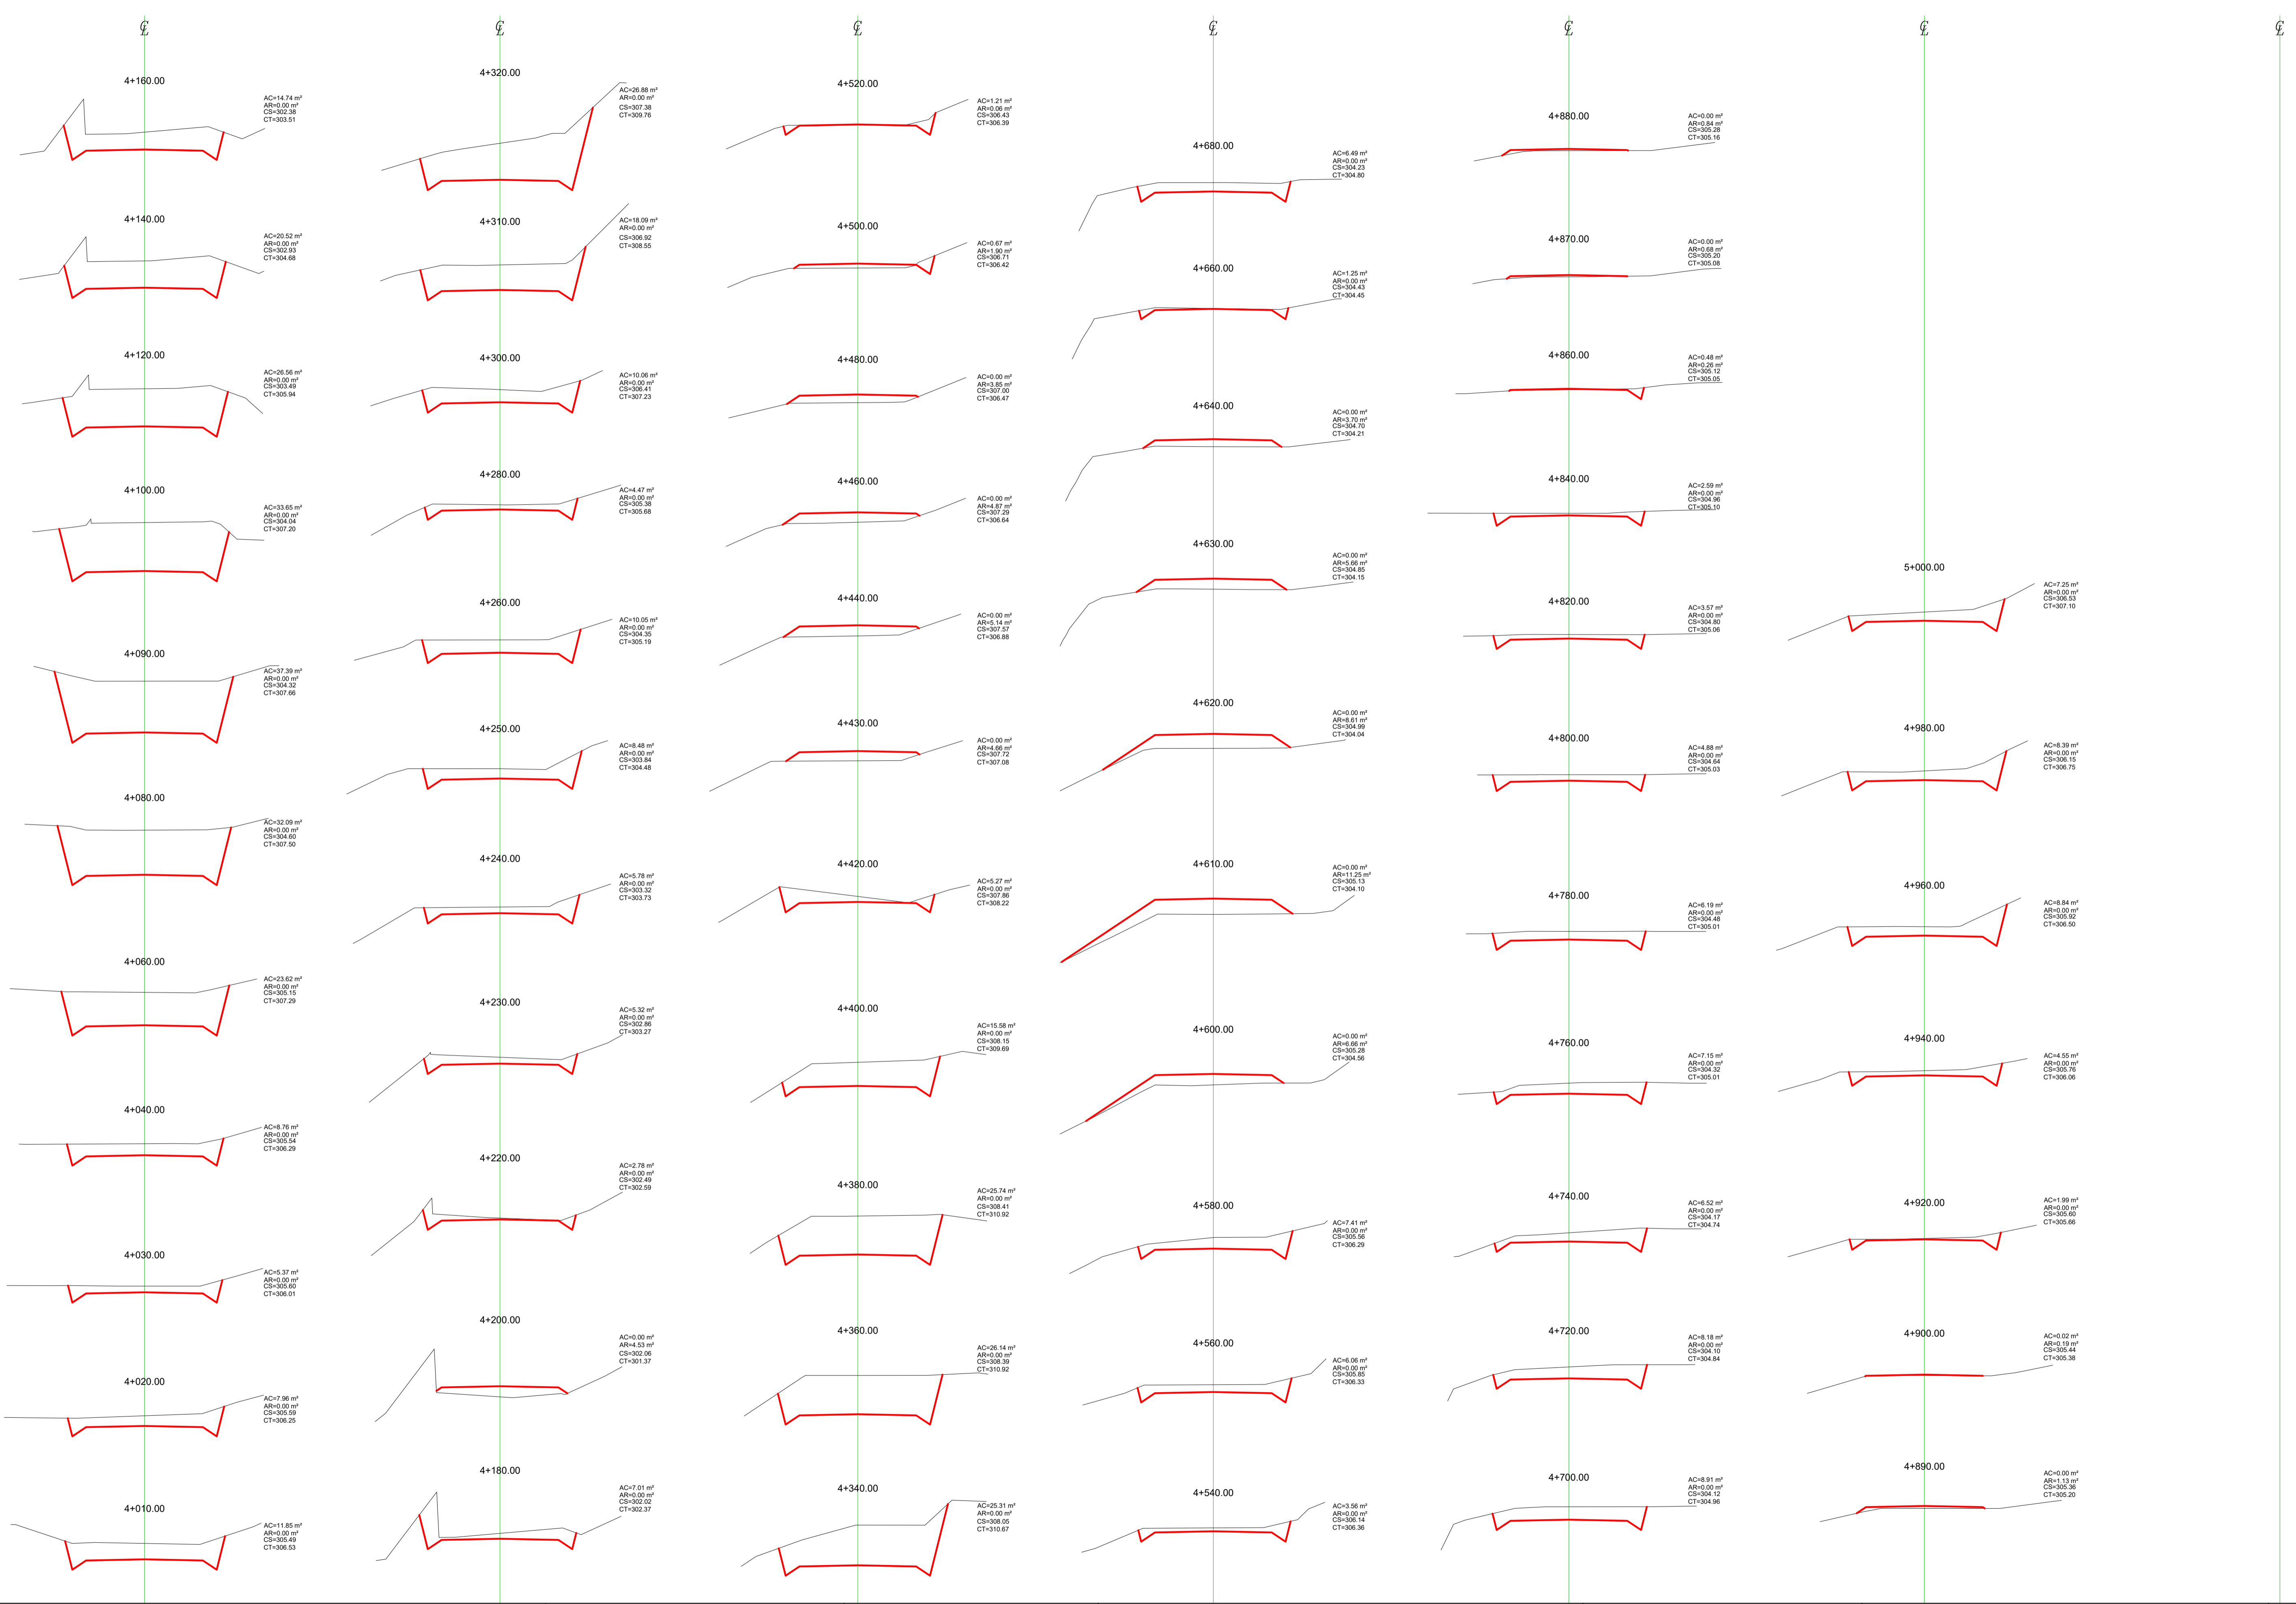 ℄
4+160.00
AC=14.74 m²
AR=0.00 m²
CS=302.38
CT=303.51
4+140.00
AC=20.52 m²
AR=0.00 m²
CS=302.93
CT=304.68
4+120.00
AC=26.56 m²
AR=0.00 m²
CS=303.49
CT=305.94
4+100.00
AC=33.65 m²
AR=0.00 m²
CS=304.04
CT=307.20
4+090.00
AC=37.39 m²
AR=0.00 m²
CS=304.32
CT=307.66
4+080.00
AC=32.09 m²
AR=0.00 m²
CS=304.60
CT=307.50
4+060.00
AC=23.62 m²
AR=0.00 m²
CS=305.15
CT=307.29
4+040.00
AC=8.76 m²
AR=0.00 m²
CS=305.54
CT=306.29
4+030.00
AC=5.37 m²
AR=0.00 m²
CS=305.60
CT=306.01
4+020.00
AC=7.96 m²
AR=0.00 m²
CS=305.59
CT=306.25
4+010.00
AC=11.85 m²
AR=0.00 m²
CS=305.49
CT=306.53
℄
4+320.00
AC=26.88 m²
AR=0.00 m²
CS=307.38
CT=309.76
4+310.00
AC=18.09 m²
AR=0.00 m²
CS=306.92
CT=308.55
4+300.00
AC=10.06 m²
AR=0.00 m²
CS=306.41
CT=307.23
4+280.00
AC=4.47 m²
AR=0.00 m²
CS=305.38
CT=305.68
4+260.00
AC=10.05 m²
AR=0.00 m²
CS=304.35
CT=305.19
4+250.00
AC=8.48 m²
AR=0.00 m²
CS=303.84
CT=304.48
4+240.00
AC=5.78 m²
AR=0.00 m²
CS=303.32
CT=303.73
4+230.00
AC=5.32 m²
AR=0.00 m²
CS=302.86
CT=303.27
4+220.00
AC=2.78 m²
AR=0.00 m²
CS=302.49
CT=302.59
4+200.00
AC=0.00 m²
AR=4.53 m²
CS=302.06
CT=301.37
4+180.00
AC=7.01 m²
AR=0.00 m²
CS=302.02
CT=302.37
℄
4+520.00
AC=1.21 m²
AR=0.06 m²
CS=306.43
CT=306.39
4+500.00
AC=0.67 m²
AR=1.90 m²
CS=306.71
CT=306.42
4+480.00
AC=0.00 m²
AR=3.85 m²
CS=307.00
CT=306.47
4+460.00
AC=0.00 m²
AR=4.87 m²
CS=307.29
CT=306.64
4+440.00
AC=0.00 m²
AR=5.14 m²
CS=307.57
CT=306.88
4+430.00
AC=0.00 m²
AR=4.66 m²
CS=307.72
CT=307.08
4+420.00
AC=5.27 m²
AR=0.00 m²
CS=307.86
CT=308.22
4+400.00
AC=15.58 m²
AR=0.00 m²
CS=308.15
CT=309.69
4+380.00
AC=25.74 m²
AR=0.00 m²
CS=308.41
CT=310.92
4+360.00
AC=26.14 m²
AR=0.00 m²
CS=308.39
CT=310.92
4+340.00
AC=25.31 m²
AR=0.00 m²
CS=308.05
CT=310.67
℄
4+680.00
AC=6.49 m²
AR=0.00 m²
CS=304.23
CT=304.80
4+660.00
AC=1.25 m²
AR=0.00 m²
CS=304.43
CT=304.45
4+640.00
AC=0.00 m²
AR=3.70 m²
CS=304.70
CT=304.21
4+630.00
AC=0.00 m²
AR=5.66 m²
CS=304.85
CT=304.15
4+620.00
AC=0.00 m²
AR=8.61 m²
CS=304.99
CT=304.04
4+610.00
AC=0.00 m²
AR=11.25 m²
CS=305.13
CT=304.10
4+600.00
AC=0.00 m²
AR=6.66 m²
CS=305.28
CT=304.56
4+580.00
AC=7.41 m²
AR=0.00 m²
CS=305.56
CT=306.29
4+560.00
AC=6.06 m²
AR=0.00 m²
CS=305.85
CT=306.33
4+540.00
AC=3.56 m²
AR=0.00 m²
CS=306.14
CT=306.36
℄
4+880.00
AC=0.00 m²
AR=0.84 m²
CS=305.28
CT=305.16
4+870.00
AC=0.00 m²
AR=0.68 m²
CS=305.20
CT=305.08
4+860.00
AC=0.48 m²
AR=0.26 m²
CS=305.12
CT=305.05
4+840.00
AC=2.59 m²
AR=0.00 m²
CS=304.96
CT=305.10
4+820.00
AC=3.57 m²
AR=0.00 m²
CS=304.80
CT=305.06
4+800.00
AC=4.88 m²
AR=0.00 m²
CS=304.64
CT=305.03
4+780.00
AC=6.19 m²
AR=0.00 m²
CS=304.48
CT=305.01
4+760.00
AC=7.15 m²
AR=0.00 m²
CS=304.32
CT=305.01
4+740.00
AC=6.52 m²
AR=0.00 m²
CS=304.17
CT=304.74
4+720.00
AC=8.18 m²
AR=0.00 m²
CS=304.10
CT=304.84
4+700.00
AC=8.91 m²
AR=0.00 m²
CS=304.12
CT=304.96
℄
5+000.00
AC=7.25 m²
AR=0.00 m²
CS=306.53
CT=307.10
4+980.00
AC=8.39 m²
AR=0.00 m²
CS=306.15
CT=306.75
4+960.00
AC=8.84 m²
AR=0.00 m²
CS=305.92
CT=306.50
4+940.00
AC=4.55 m²
AR=0.00 m²
CS=305.76
CT=306.06
4+920.00
AC=1.99 m²
AR=0.00 m²
CS=305.60
CT=305.66
4+900.00
AC=0.02 m²
AR=0.19 m²
CS=305.44
CT=305.38
4+890.00
AC=0.00 m²
AR=1.13 m²
CS=305.36
CT=305.20
℄